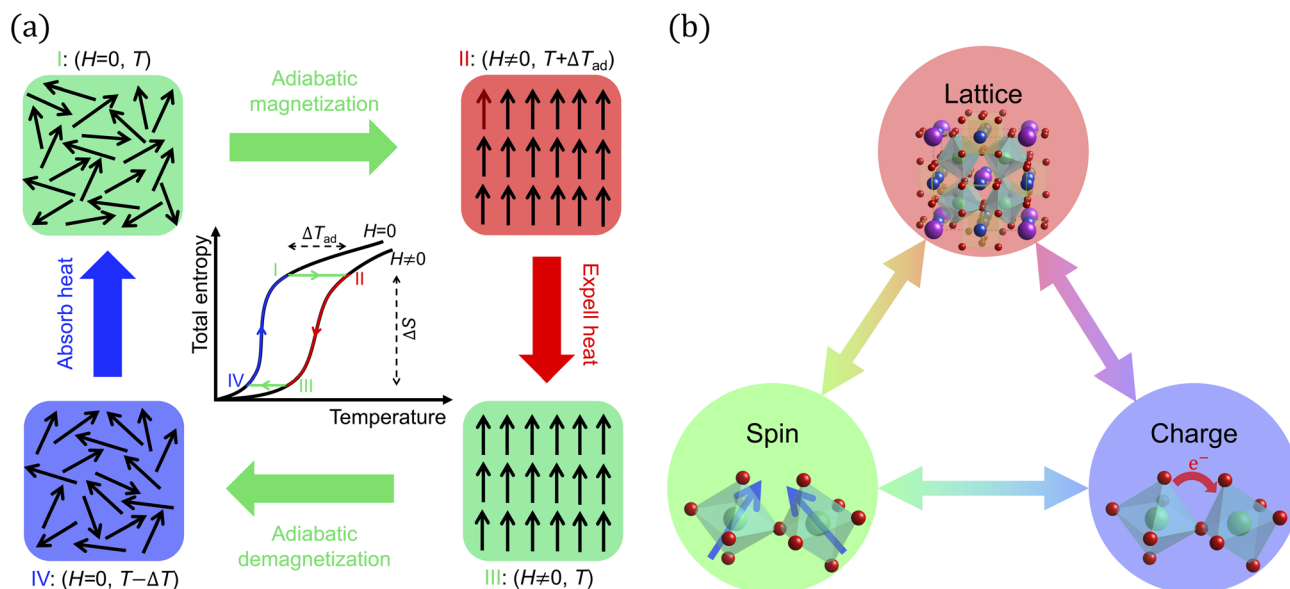 (a)
I: (H=0, T)
Adiabatic
magnetization
II: (H≠0, T+ΔTad)
Absorb heat
Total entropy
ΔTad
H=0
H≠0
I
II
ΔS
IV
III
Temperature
Expell heat
IV: (H=0, T−ΔT)
Adiabatic
demagnetization
III: (H≠0, T)
(b)
Lattice
Spin
Charge
e−